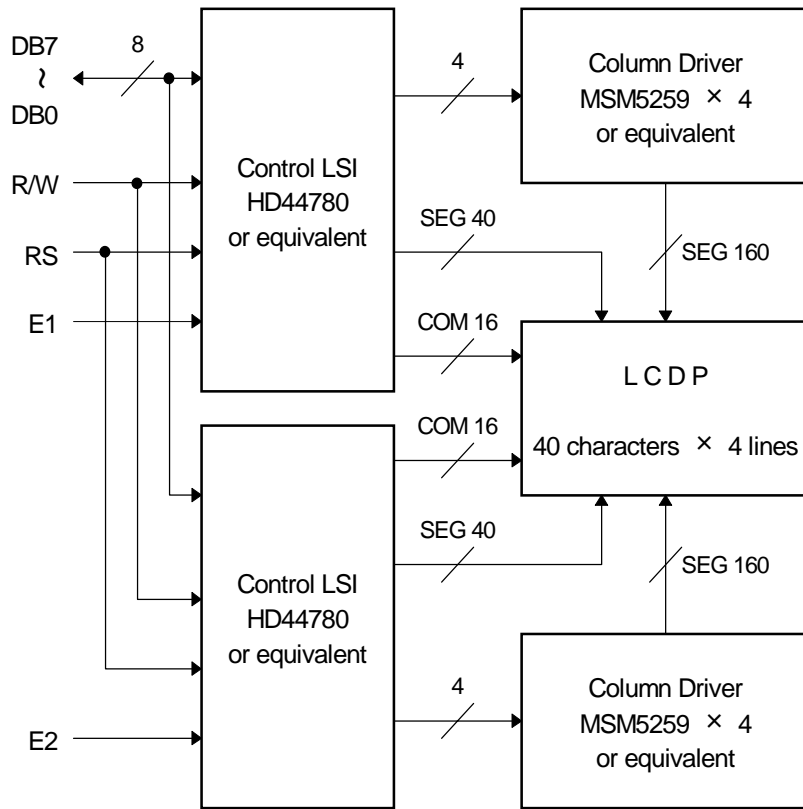 DB7
~
DB0
8
R/W
RS
E1
Control LSI
HD44780
or equivalent
4
Column Driver
MSM5259 × 4
or equivalent
SEG 40
SEG 160
COM 16
L C D P
40 characters × 4 lines
COM 16
SEG 40
SEG 160
Control LSI
HD44780
or equivalent
4
Column Driver
MSM5259 × 4
or equivalent
E2